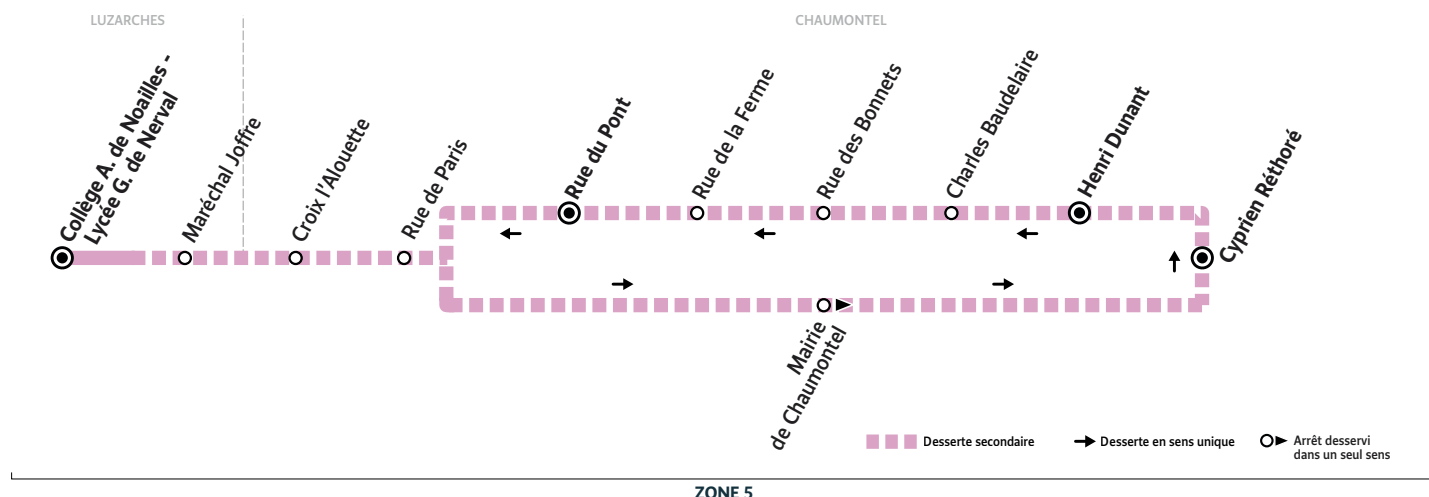 LUZARCHES
CHAUMONTEL
Collège A. de Noailles -
Lycée G. de Nerval
Maréchal Joffre
Croix l'Alouette
Rue de Paris
Rue du Pont
Rue de la Ferme
Rue des Bonnets
Charles Baudelaire
Henri Dunant
Cyprien Réthoré
Mairie
de Chaumontel
Desserte secondaire
Desserte en sens unique
Arrêt desservi
dans un seul sens
ZONE 5